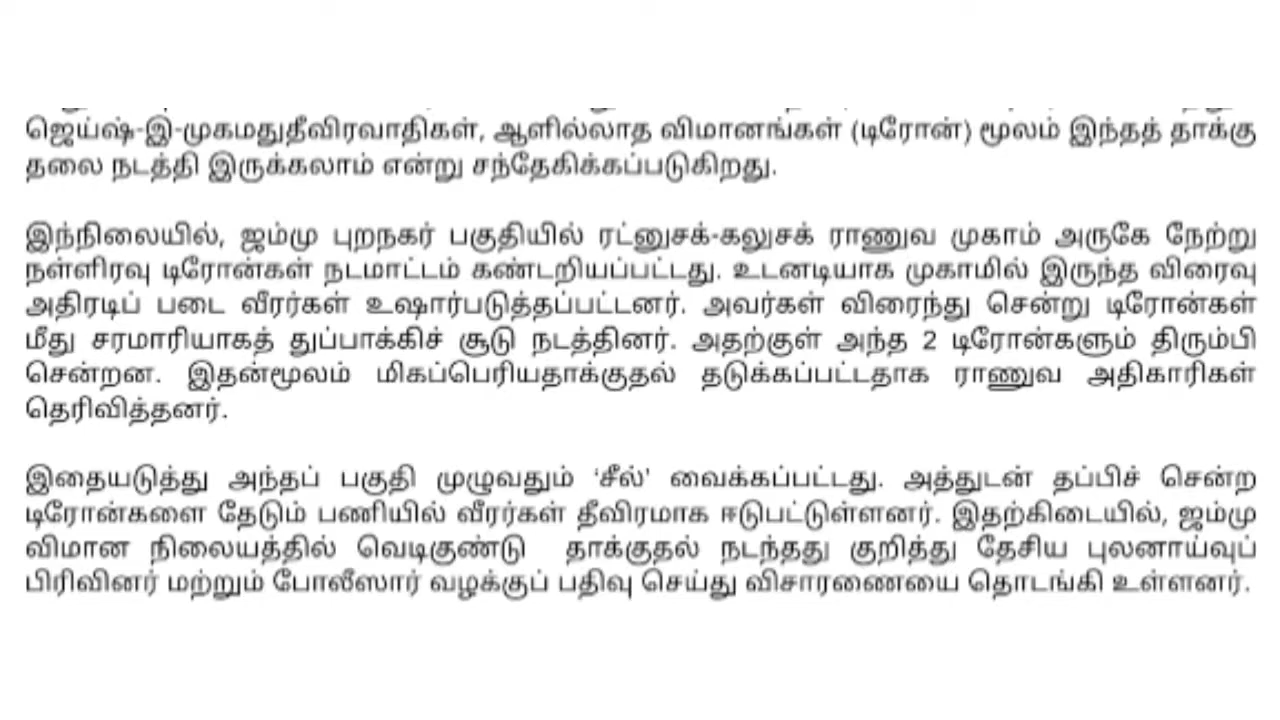 ஜெய்ஷ்-இ-முகமதுதீவிரவாதிகள், ஆளில்லாத விமானங்கள் (டிரோன்) மூலம் இந்தத் தாக்கு
தலை நடத்தி இருக்கலாம் என்று சந்தேகிக்கப்படுகிறது.
இந்நிலையில், ஜம்மு புறநகர் பகுதியில் ரட்னுசக்-கலுசக் ராணுவ முகாம் அருகே நேற்று
நள்ளிரவு டிரோன்கள் நடமாட்டம் கண்டறியப்பட்டது. உடனடியாக முகாமில் இருந்த விரைவு
அதிரடிப் படை வீரர்கள் உஷார்படுத்தப்பட்டனர். அவர்கள் விரைந்து சென்று டிரோன்கள்
மீது சரமாரியாகத் துப்பாக்கிச் சூடு நடத்தினர். அதற்குள் அந்த 2 டிரோன்களும் திரும்பி
சென்றன. இதன்மூலம் மிகப்பெரியதாக்குதல் தடுக்கப்பட்டதாக ராணுவ அதிகாரிகள்
தெரிவித்தனர்.
இதையடுத்து அந்தப் பகுதி முழுவதும் ‘சீல்’ வைக்கப்பட்டது. அத்துடன் தப்பிச் சென்ற
டிரோன்களை தேடும் பணியில் வீரர்கள் தீவிரமாக ஈடுபட்டுள்ளனர். இதற்கிடையில், ஜம்மு
விமான நிலையத்தில் வெடிகுண்டு தாக்குதல் நடந்தது குறித்து தேசிய புலனாய்வுப்
பிரிவினர் மற்றும் போலீஸார் வழக்குப் பதிவு செய்து விசாரணையை தொடங்கி உள்ளனர்.